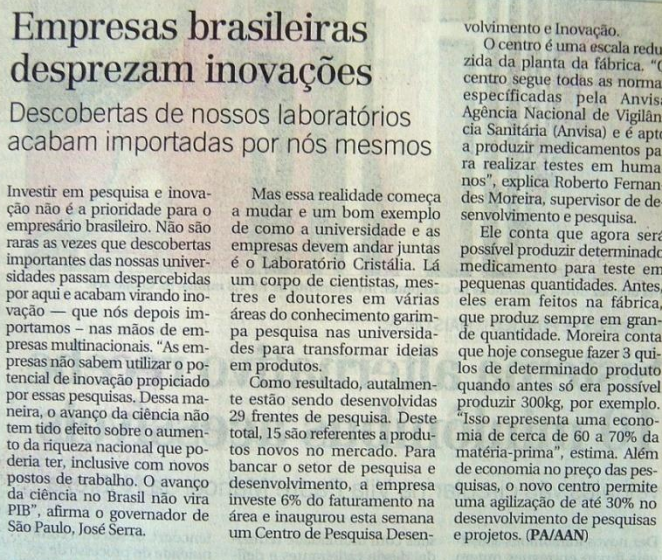 Empresas brasileiras
desprezam inovações
Descobertas de nossos laboratórios
acabam importadas por nós mesmos
Investir em pesquisa e inova-
ção não é a prioridade para o
empresário brasileiro. Não são
raras as vezes que descobertas
importantes das nossas univer-
sidades passam despercebidas
por aqui e acabam virando ino-
vação — que nós depois im-
portamos – nas mãos de em-
presas multinacionais. “As em-
presas não sabem utilizar o po-
tencial de inovação propiciado
por essas pesquisas. Dessa ma-
neira, o avanço da ciência não
tem tido efeito sobre o aumen-
to da riqueza nacional que po-
deria ter, inclusive com novos
postos de trabalho. O avanço
da ciência no Brasil não vira
PIB”, afirma o governador de
São Paulo, José Serra.
Mas essa realidade começa
a mudar e um bom exemplo
de como a universidade e as
empresas devem andar juntas
é o Laboratório Cristália. Lá
um corpo de cientistas, mes-
tres e doutores em várias
áreas do conhecimento garim-
pa pesquisa nas universida-
des para transformar ideias
em produtos.
Como resultado, autalmen-
te estão sendo desenvolvidas
29 frentes de pesquisa. Deste
total, 15 são referentes a produ-
tos novos no mercado. Para
bancar o setor de pesquisa e
desenvolvimento, a empresa
investe 6% do faturamento na
área e inaugurou esta semana
um Centro de Pesquisa Desen-
volvimento e Inovação.
O centro é uma escala redu
zida da planta da fábrica. “O
centro segue todas as norma
especificadas pela Anvisa
Agência Nacional de Vigilân
cia Sanitária (Anvisa) e é apto
a produzir medicamentos pa
ra realizar testes em huma
nos”, explica Roberto Fernan
des Moreira, supervisor de de
senvolvimento e pesquisa.
Ele conta que agora será
possível produzir determinado
medicamento para teste em
pequenas quantidades. Antes,
eles eram feitos na fábrica,
que produz sempre em gran-
de quantidade. Moreira conta
que hoje consegue fazer 3 qui-
los de determinado produto
quando antes só era possível
produzir 300kg, por exemplo.
“Isso representa uma econo-
mia de cerca de 60 a 70% da
matéria-prima”, estima. Além
de economia no preço das pes-
quisas, o novo centro permite
uma agilização de até 30% no
desenvolvimento de pesquisas
e projetos. (PA/AAN)